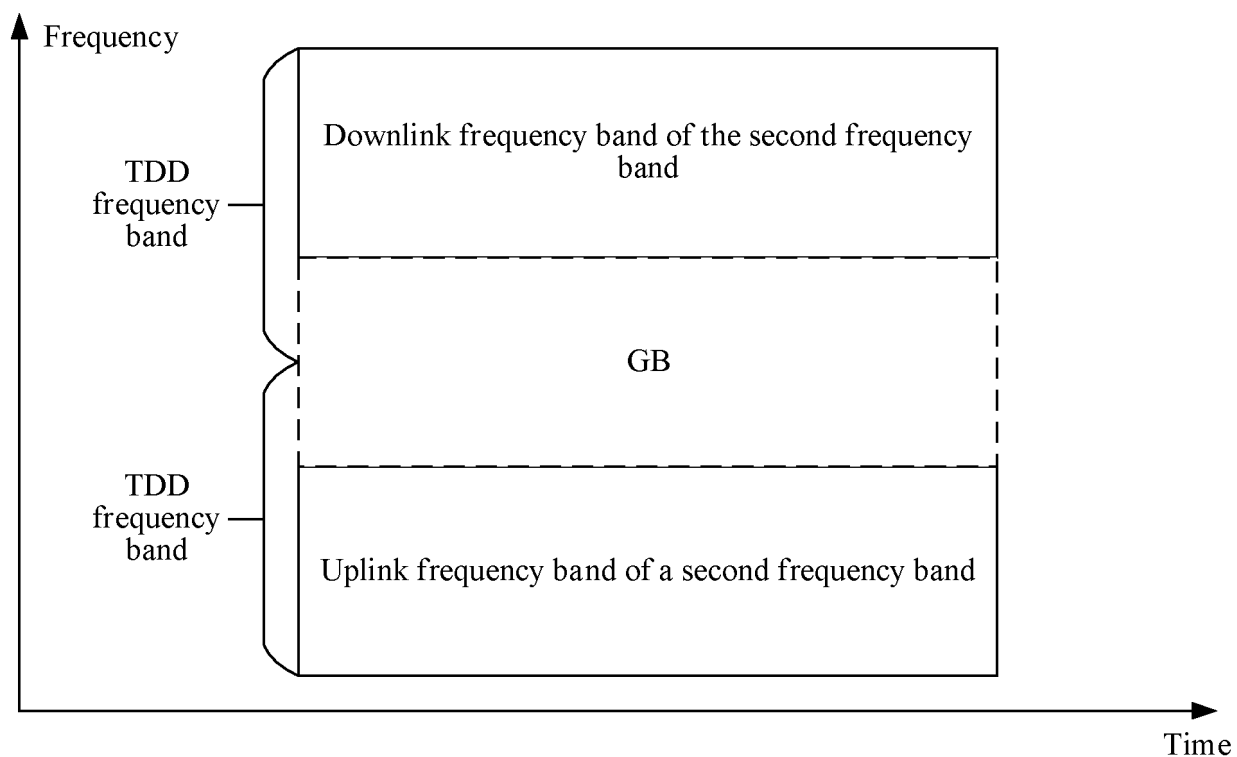 Frequency
Downlink frequency band of the second frequency
band
TDD
frequency
band
GB
TDD
frequency
band
Uplink frequency band of a second frequency band
Time